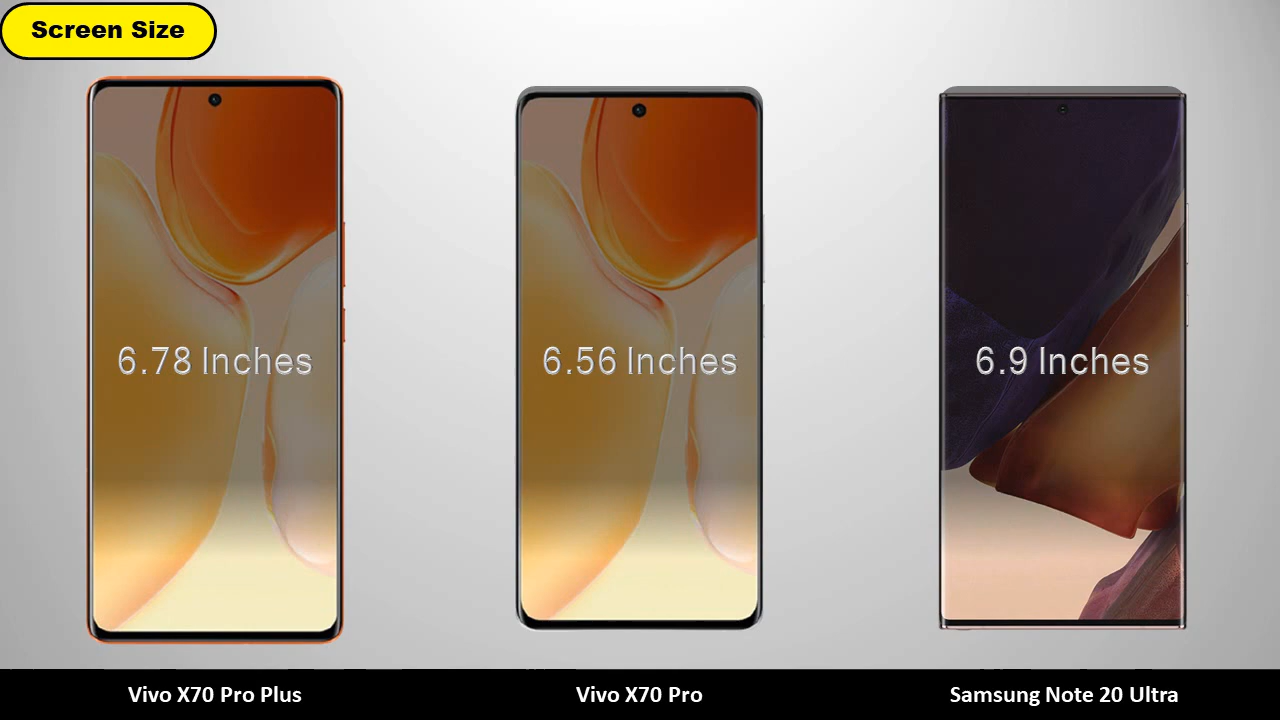 Screen Size
6.78 Inches
6.56 Inches
6.9 Inches
Vivo X70 Pro Plus
Vivo X70 Pro
Samsung Note 20 Ultra